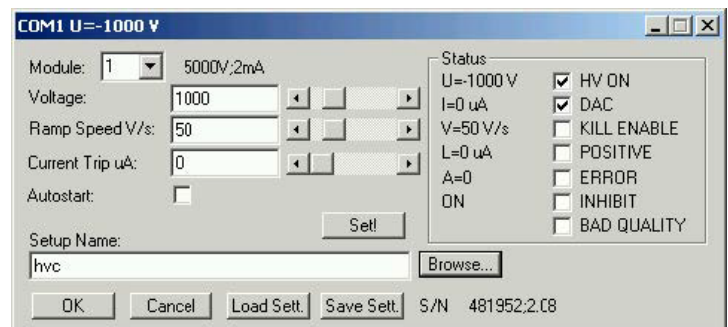 COM1 U=-1000 V
Module: 1 5000V;2mA
Voltage: 1000
Ramp Speed V/s: 50
Current Trip uA: 0
Autostart:
Set!
Setup Name:
hvc
Browse...
OK Cancel Load Sett. Save Sett. S/N 481952;2.08
Status
U=-1000 V HV ON
I=0 uA DAC
V=50 V/s KILL ENABLE
L=0 uA POSITIVE
A=0 ERROR
ON INHIBIT
BAD QUALITY